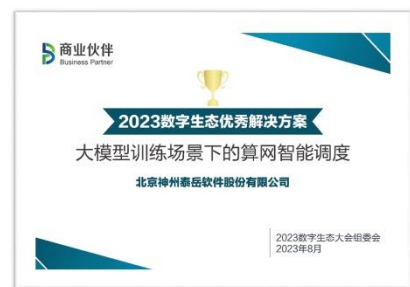 商业伙伴
Business Partner
2023数字生态优秀解决方案
大模型训练场景下的算网智能调度
北京神州泰岳软件股份有限公司
2023数字生态大会组委会
2023年8月